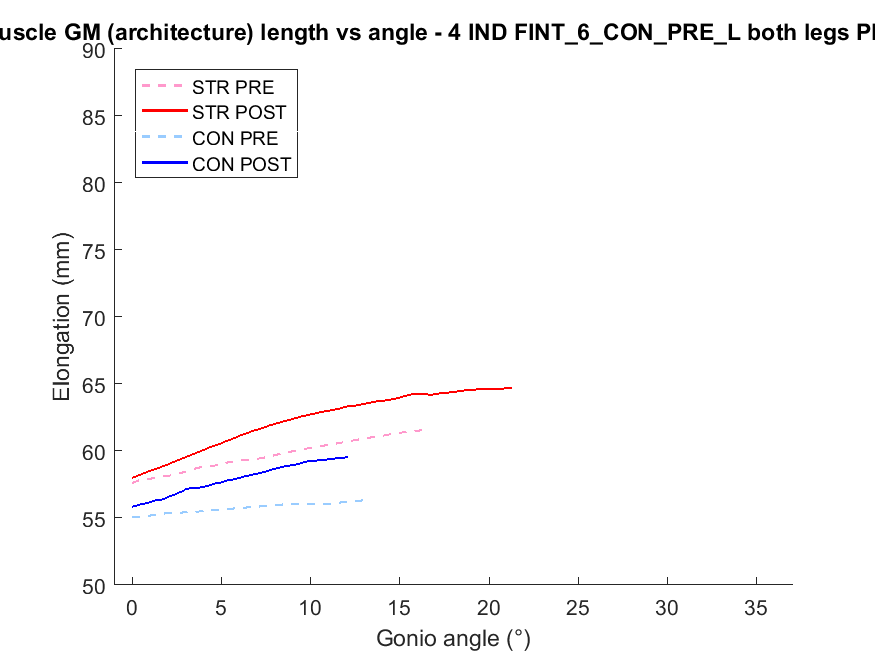 uscle GM (architecture) length vs angle - 4 IND FINT_6_CON_PRE_L both legs P
90
85
80
75
70
65
60
55
50
Elongation (mm)
STR PRE
STR POST
CON PRE
CON POST
0 5 10 15 20 25 30 35
Gonio angle (°)